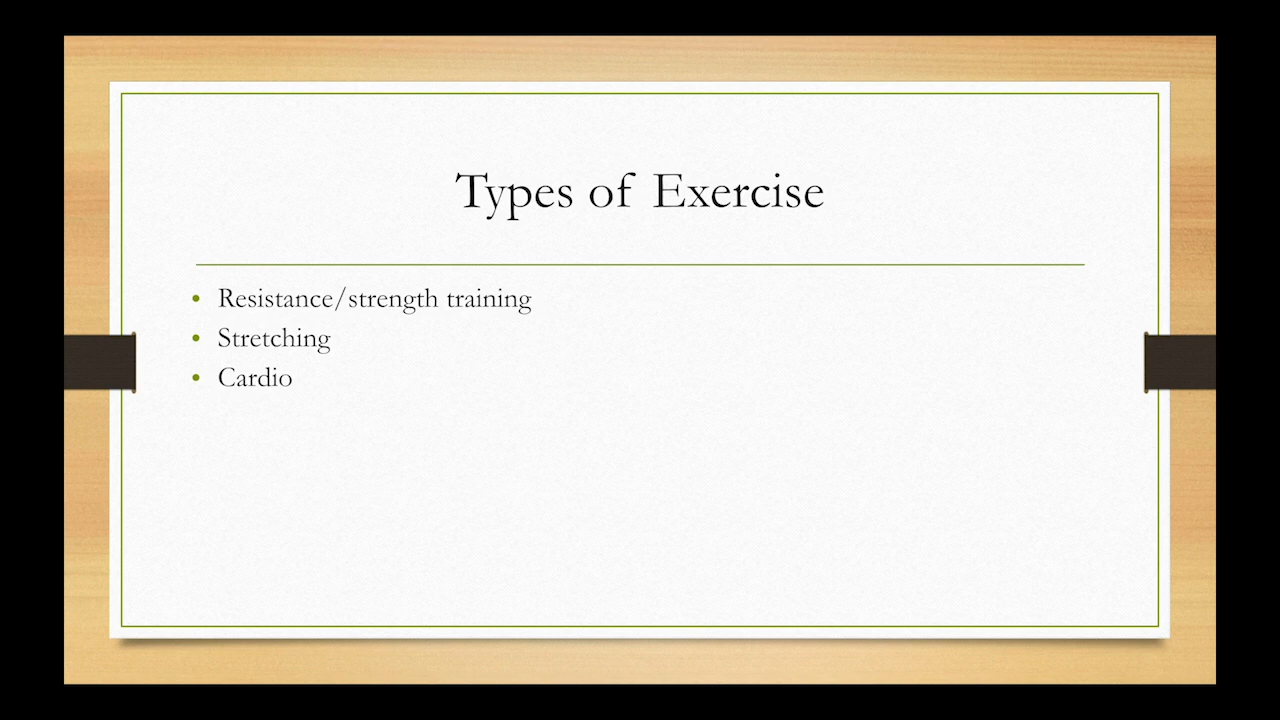 Types of Exercise
• Resistance/strength training
• Stretching
• Cardio